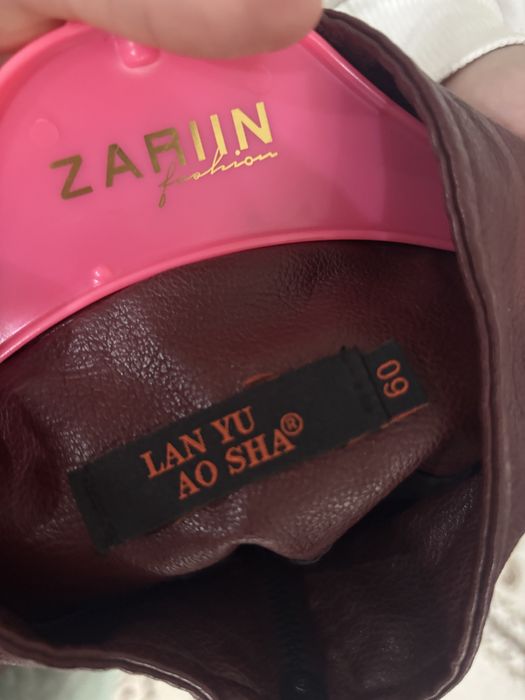 ZARIIN
fashion
LAN YU
AO SHA®
60